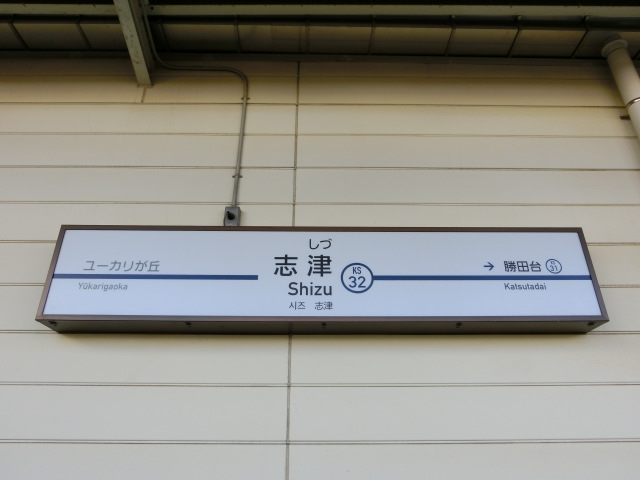 ユーカリが丘
Yūkarigaoka
しづ
志津
KS
32
Shizu
시즈 志津
→ 勝田台
KS
31
Katsutadai